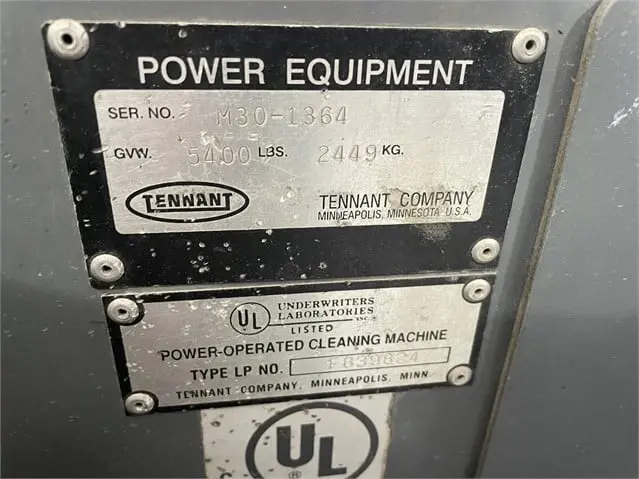 POWER EQUIPMENT
SER. NO. M30-1364
GVW. 5400 LBS. 2449 KG.
TENNANT
TENNANT COMPANY
MINNEAPOLIS, MINNESOTA U.S.A.
UL
UNDERWRITERS
LABORATORIES
INC.®
LISTED
POWER-OPERATED CLEANING MACHINE
TYPE LP NO.
TENNANT COMPANY, MINNEAPOLIS, MINN.
UL